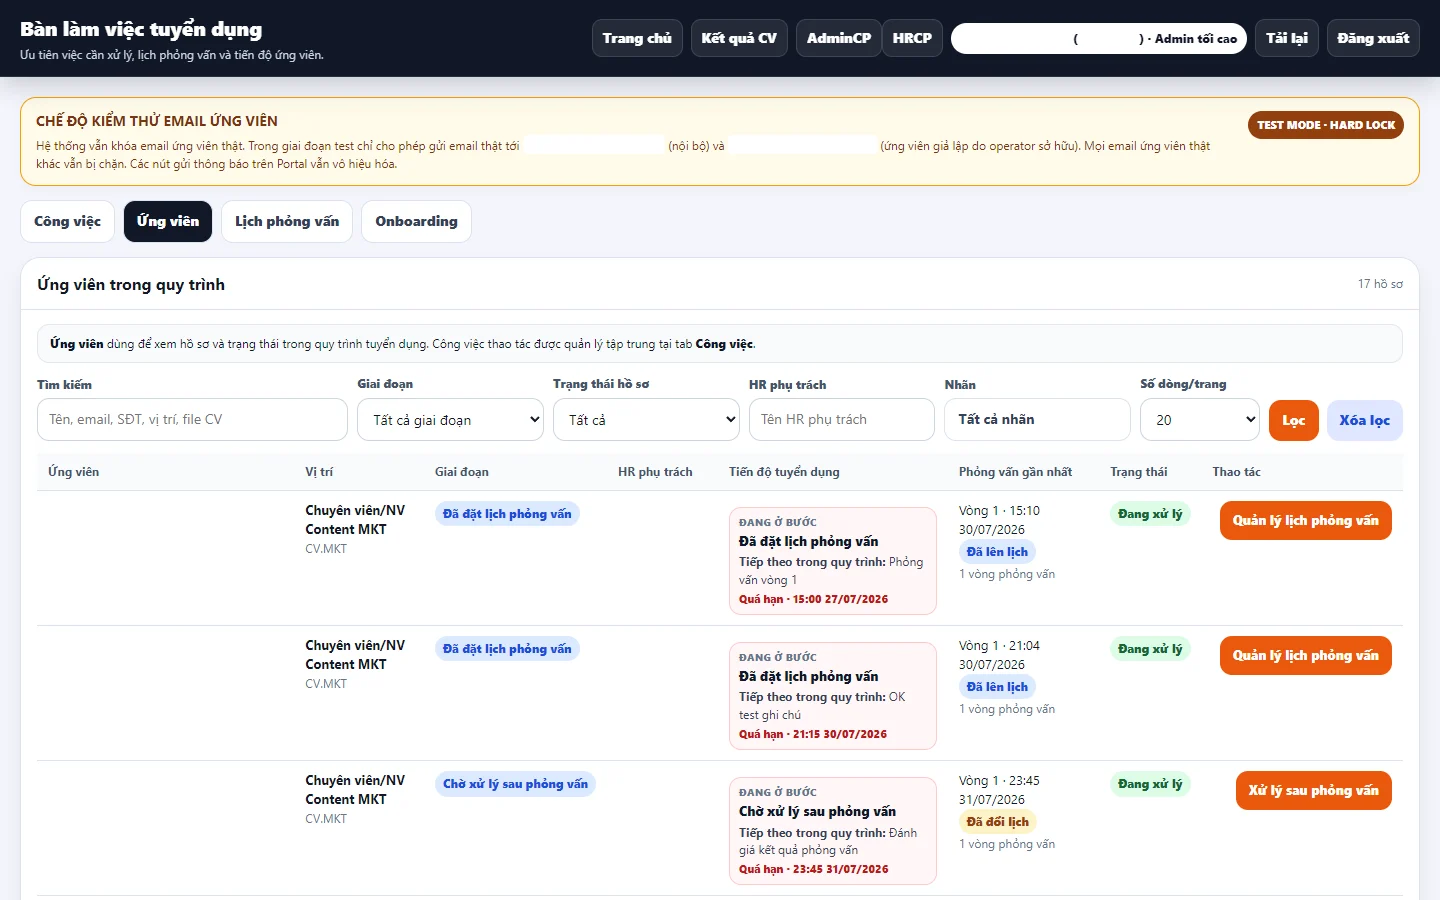 Bàn làm việc tuyển dụng
Ưu tiên việc cần xử lý, lịch phỏng vấn và tiến độ ứng viên.
Trang chủ
Kết quả CV
AdminCP
HRCP
( ) · Admin tối cao
Tải lại
Đăng xuất
CHẾ ĐỘ KIỂM THỬ EMAIL ỨNG VIÊN
Hệ thống vẫn khóa email ứng viên thật. Trong giai đoạn test chỉ cho phép gửi email thật tới (nội bộ) và (ứng viên giả lập do operator sở hữu). Mọi email ứng viên thật
khác vẫn bị chặn. Các nút gửi thông báo trên Portal vẫn vô hiệu hóa.
TEST MODE · HARD LOCK
Công việc
Ứng viên
Lịch phỏng vấn
Onboarding
Ứng viên trong quy trình
17 hồ sơ
Ứng viên dùng để xem hồ sơ và trạng thái trong quy trình tuyển dụng. Công việc thao tác được quản lý tập trung tại tab Công việc.
Tìm kiếm
Giai đoạn
Trạng thái hồ sơ
HR phụ trách
Nhãn
Số dòng/trang
Tên, email, SĐT, vị trí, file CV
Tất cả giai đoạn
Tất cả
Tên HR phụ trách
Tất cả nhãn
20
Lọc
Xóa lọc
Ứng viên
Vị trí
Giai đoạn
HR phụ trách
Tiến độ tuyển dụng
Phỏng vấn gần nhất
Trạng thái
Thao tác
Chuyên viên/NV
Content MKT
CV.MKT
Đã đặt lịch phỏng vấn
ĐANG Ở BƯỚC
Đã đặt lịch phỏng vấn
Tiếp theo trong quy trình: Phỏng
vấn vòng 1
Quá hạn · 15:00 27/07/2026
Vòng 1 · 15:10
30/07/2026
Đã lên lịch
1 vòng phỏng vấn
Đang xử lý
Quản lý lịch phỏng vấn
Chuyên viên/NV
Content MKT
CV.MKT
Đã đặt lịch phỏng vấn
ĐANG Ở BƯỚC
Đã đặt lịch phỏng vấn
Tiếp theo trong quy trình: OK
test ghi chú
Quá hạn · 21:15 30/07/2026
Vòng 1 · 21:04
30/07/2026
Đã lên lịch
1 vòng phỏng vấn
Đang xử lý
Quản lý lịch phỏng vấn
Chuyên viên/NV
Content MKT
CV.MKT
Chờ xử lý sau phỏng vấn
ĐANG Ở BƯỚC
Chờ xử lý sau phỏng vấn
Tiếp theo trong quy trình: Đánh
giá kết quả phỏng vấn
Quá hạn · 23:45 31/07/2026
Vòng 1 · 23:45
31/07/2026
Đã đổi lịch
1 vòng phỏng vấn
Đang xử lý
Xử lý sau phỏng vấn